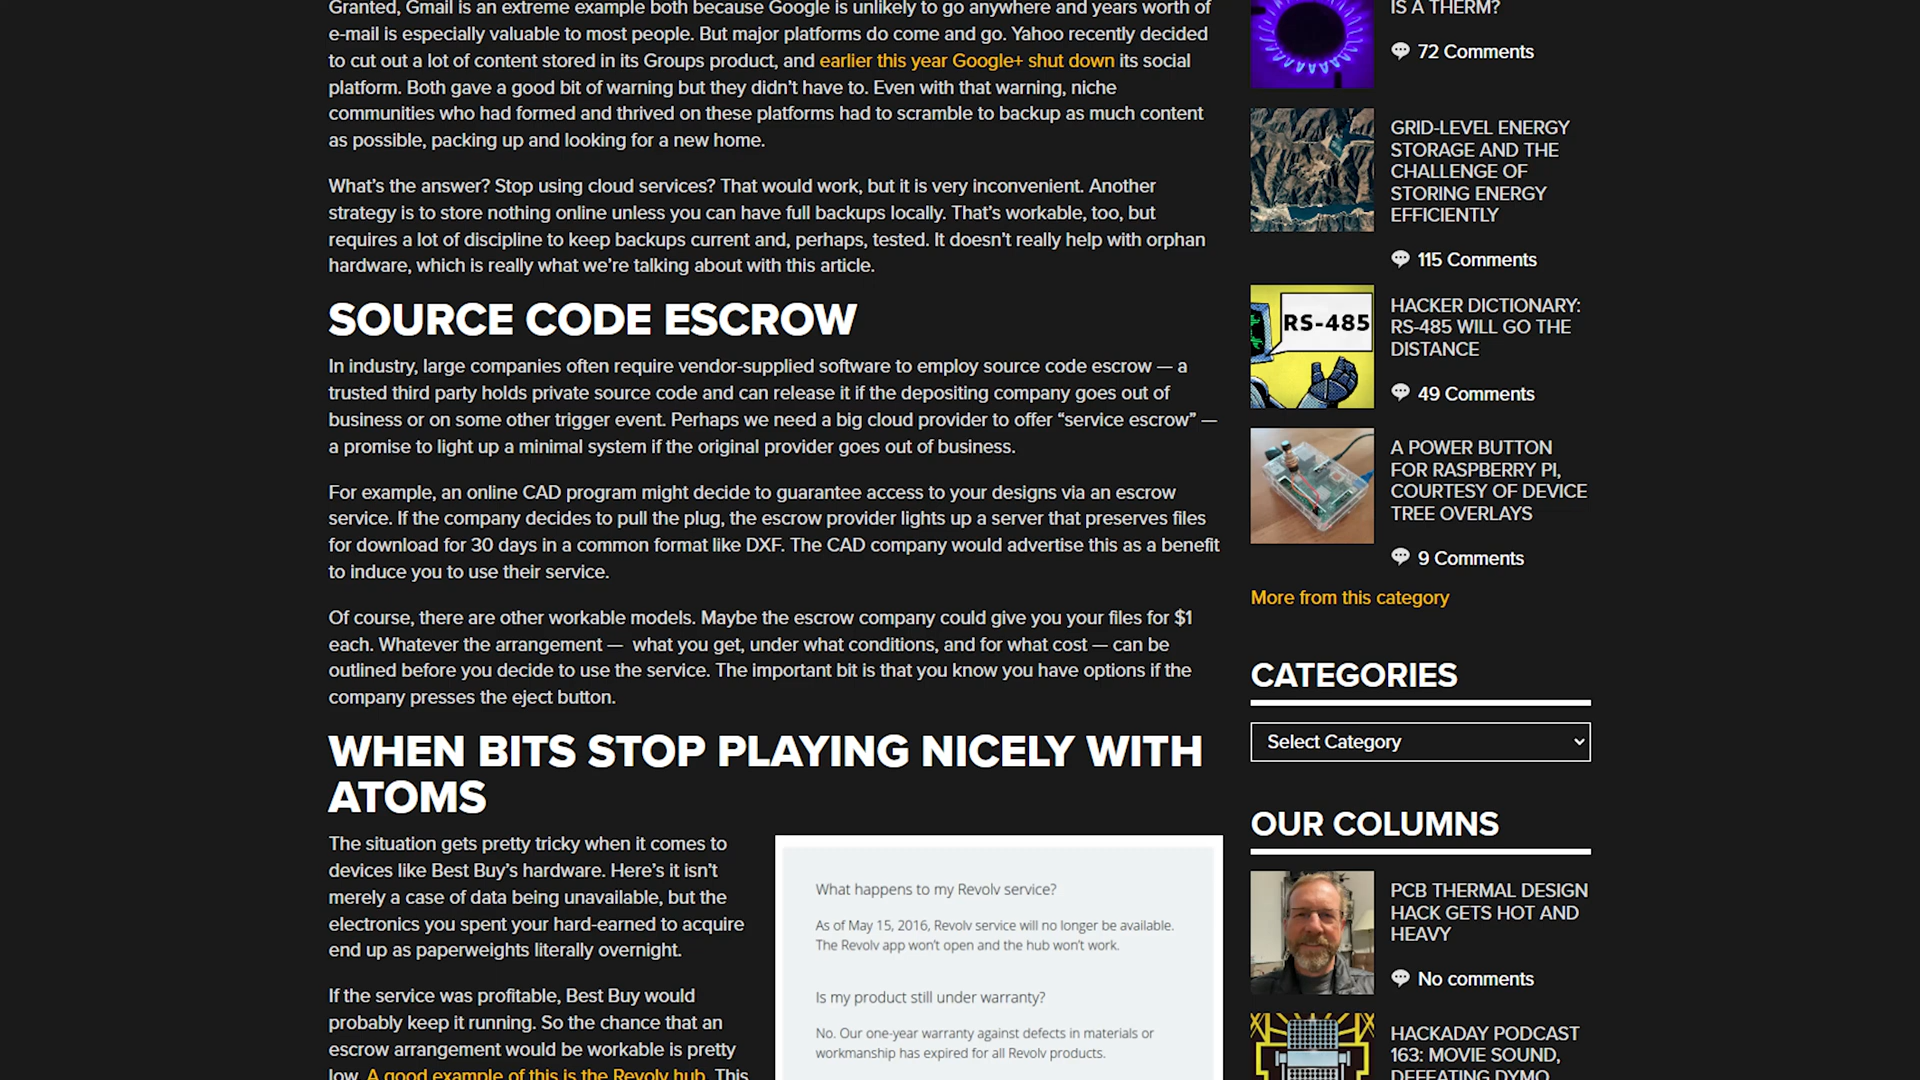 Granted, Gmail is an extreme example both because Google is unlikely to go anywhere and years worth of
e-mail is especially valuable to most people. But major platforms do come and go. Yahoo recently decided
to cut out a lot of content stored in its Groups product, and earlier this year Google+ shut down its social
platform. Both gave a good bit of warning but they didn’t have to. Even with that warning, niche
communities who had formed and thrived on these platforms had to scramble to backup as much content
as possible, packing up and looking for a new home.
What’s the answer? Stop using cloud services? That would work, but it is very inconvenient. Another
strategy is to store nothing online unless you can have full backups locally. That’s workable, too, but
requires a lot of discipline to keep backups current and, perhaps, tested. It doesn’t really help with orphan
hardware, which is really what we’re talking about with this article.
SOURCE CODE ESCROW
In industry, large companies often require vendor-supplied software to employ source code escrow — a
trusted third party holds private source code and can release it if the depositing company goes out of
business or on some other trigger event. Perhaps we need a big cloud provider to offer “service escrow” —
a promise to light up a minimal system if the original provider goes out of business.
For example, an online CAD program might decide to guarantee access to your designs via an escrow
service. If the company decides to pull the plug, the escrow provider lights up a server that preserves files
for download for 30 days in a common format like DXF. The CAD company would advertise this as a benefit
to induce you to use their service.
Of course, there are other workable models. Maybe the escrow company could give you your files for $1
each. Whatever the arrangement — what you get, under what conditions, and for what cost — can be
outlined before you decide to use the service. The important bit is that you know you have options if the
company presses the eject button.
WHEN BITS STOP PLAYING NICELY WITH
ATOMS
The situation gets pretty tricky when it comes to
devices like Best Buy’s hardware. Here’s it isn’t
merely a case of data being unavailable, but the
electronics you spent your hard-earned to acquire
end up as paperweights literally overnight.
If the service was profitable, Best Buy would
probably keep it running. So the chance that an
escrow arrangement would be workable is pretty
low. A good example of this is the Revolv hub. This
What happens to my Revolv service?
As of May 15, 2016, Revolv service will no longer be available.
The Revolv app won’t open and the hub won’t work.
Is my product still under warranty?
No. Our one-year warranty against defects in materials or
workmanship has expired for all Revolv products.
IS A THERM?
72 Comments
GRID-LEVEL ENERGY
STORAGE AND THE
CHALLENGE OF
STORING ENERGY
EFFICIENTLY
115 Comments
RS-485
HACKER DICTIONARY:
RS-485 WILL GO THE
DISTANCE
49 Comments
A POWER BUTTON
FOR RASPBERRY PI,
COURTESY OF DEVICE
TREE OVERLAYS
9 Comments
More from this category
CATEGORIES
Select Category
OUR COLUMNS
PCB THERMAL DESIGN
HACK GETS HOT AND
HEAVY
No comments
HACKADAY PODCAST
163: MOVIE SOUND,
DEFEATING DYMO